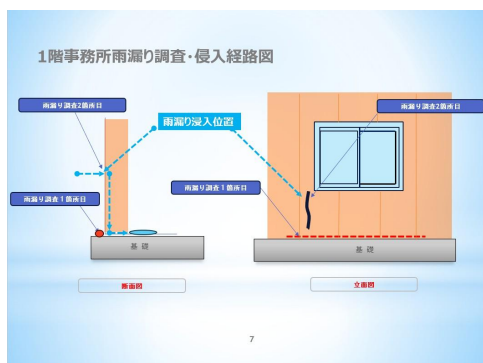 1階事務所雨漏り調査・侵入経路図
雨漏り調査2箇所目
雨漏り調査2箇所目
雨漏り浸入位置
雨漏り調査１箇所目
雨漏り調査１箇所目
基礎
基礎
断面図
立面図
7